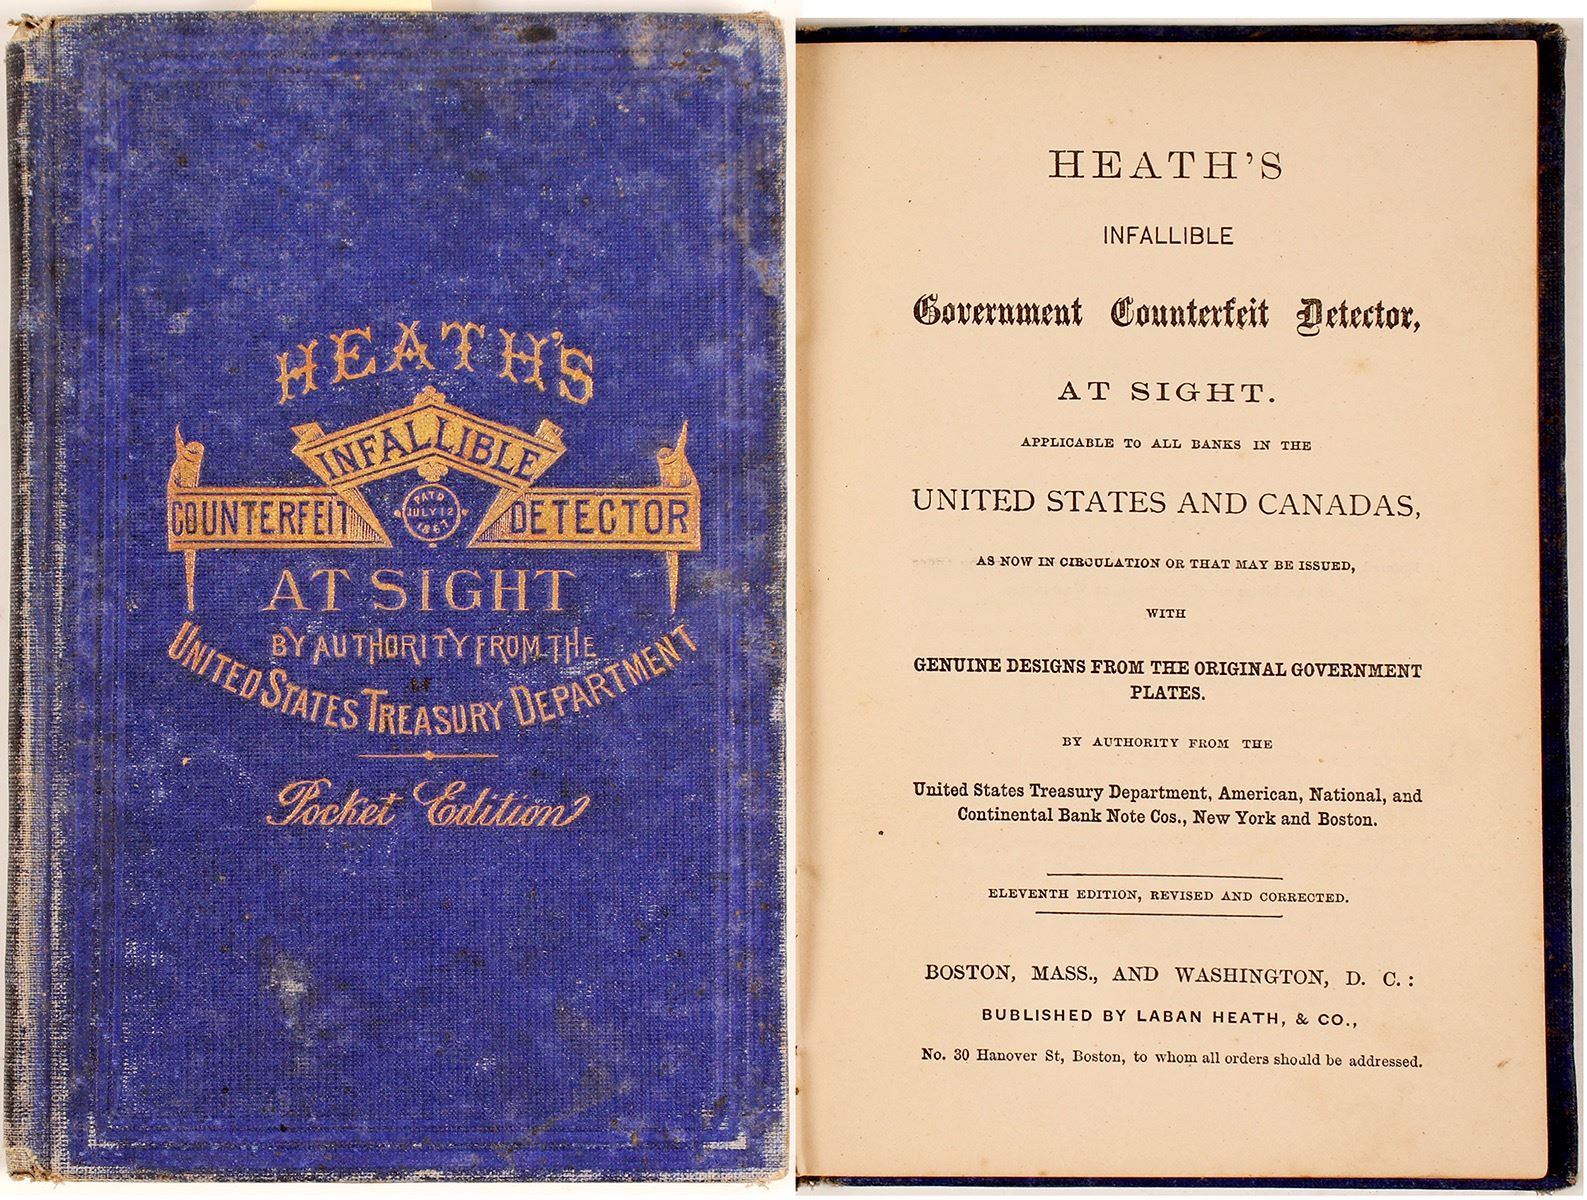 HEATH'S
INFALLIBLE
COUNTERFEIT DETECTOR
PAT'D
JULY 12
1867
AT SIGHT
BY AUTHORITY FROM THE
UNITED STATES TREASURY DEPARTMENT
Pocket Edition
HEATH'S
INFALLIBLE
Government Counterfeit Detector,
AT SIGHT.
APPLICABLE TO ALL BANKS IN THE
UNITED STATES AND CANADAS,
AS NOW IN CIRCULATION OR THAT MAY BE ISSUED,
WITH
GENUINE DESIGNS FROM THE ORIGINAL GOVERNMENT
PLATES.
BY AUTHORITY FROM THE
United States Treasury Department, American, National, and
Continental Bank Note Cos., New York and Boston.
ELEVENTH EDITION, REVISED AND CORRECTED.
BOSTON, MASS., AND WASHINGTON, D. C. :
BUBLISHED BY LABAN HEATH, & CO.,
No. 30 Hanover St, Boston, to whom all orders should be addressed.